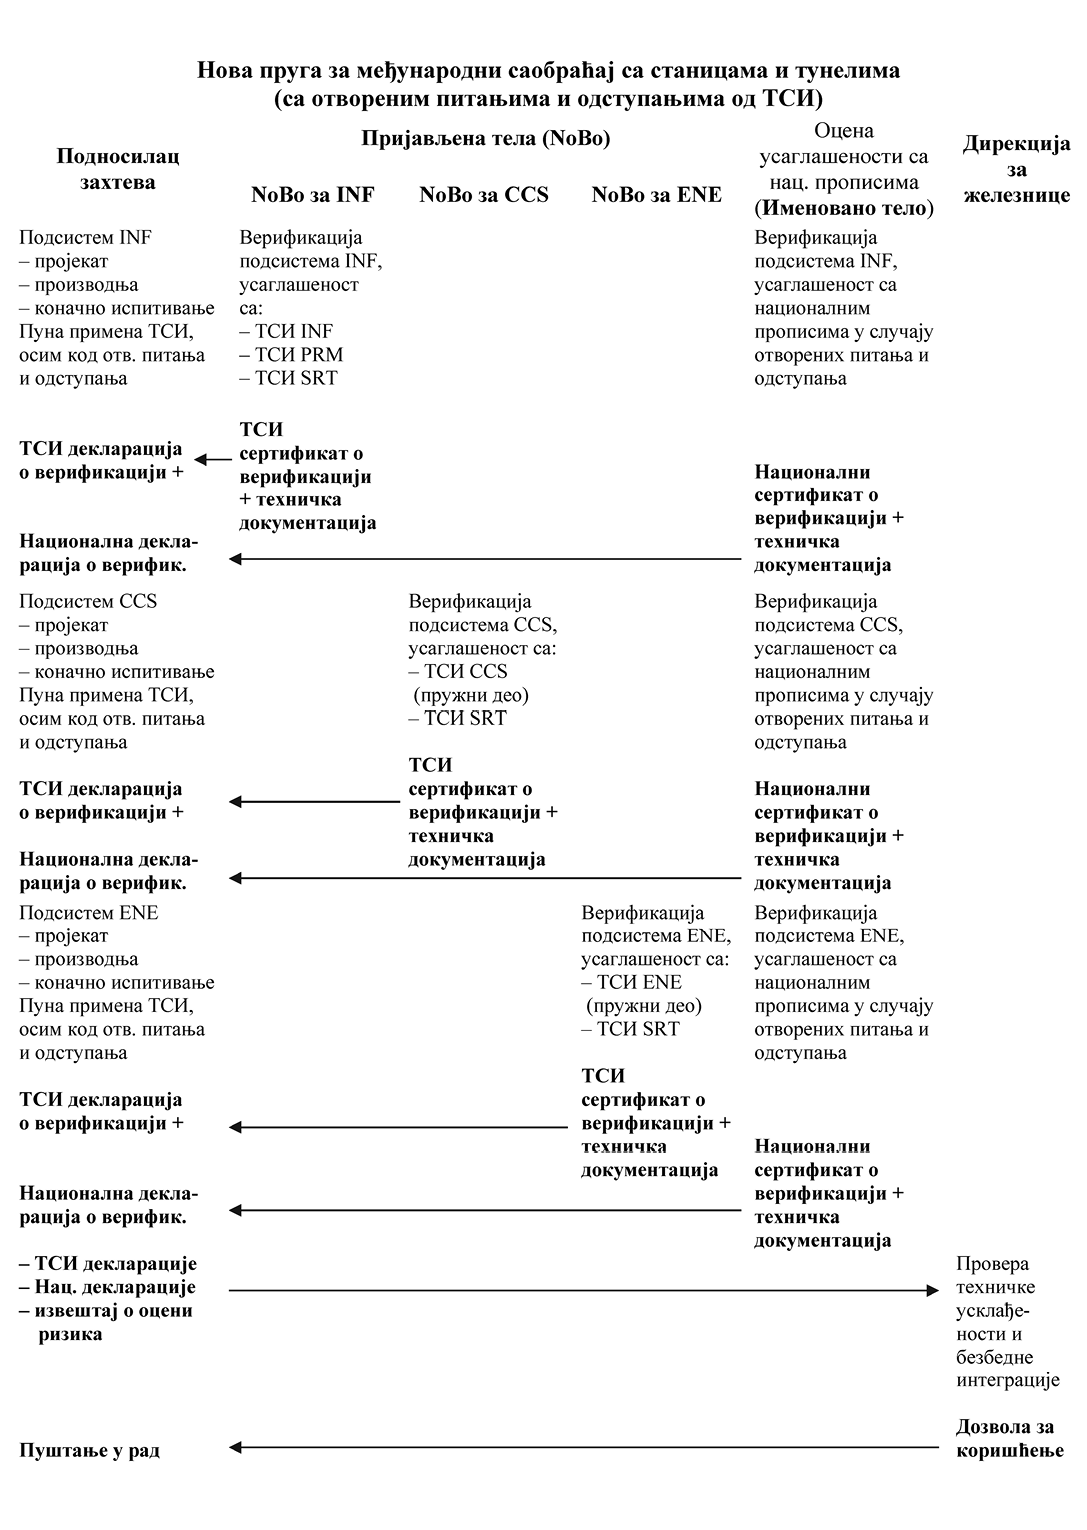 Нова пруга за међународни саобраћај са станицама и тунелима
(са отвореним питањима и одступањима од ТСИ)
Подносилац
захтева
Пријављена тела (NoBo)
NoBo за INF
NoBo за CCS
NoBo за ENE
Оцена
усаглашености са
нац. прописима
(Именовано тело)
Дирекција
за
железнице
Подсистем INF
– пројекат
– производња
– коначно испитивање
Пуна примена ТСИ,
осим код отв. питања
и одступања
Верификација
подсистема INF,
усаглашеност
са:
– ТСИ INF
– ТСИ PRM
– ТСИ SRT
Верификација
подсистема INF,
усаглашеност са
националним
прописима у случају
отворених питања и
одступања
ТСИ декларација
о верификацији +
ТСИ
сертификат о
верификацији
+ техничка
документација
Национална декла-
рација о верифик.
Национални
сертификат о
верификацији +
техничка
документација
Подсистем CCS
– пројекат
– производња
– коначно испитивање
Пуна примена ТСИ,
осим код отв. питања
и одступања
Верификација
подсистема CCS,
усаглашеност са:
– ТСИ CCS
(пружни део)
– ТСИ SRT
Верификација
подсистема CCS,
усаглашеност са
националним
прописима у случају
отворених питања и
одступања
ТСИ декларација
о верификацији +
ТСИ
сертификат о
верификацији +
техничка
документација
Национална декла-
рација о верифик.
Национални
сертификат о
верификацији +
техничка
документација
Подсистем ENE
– пројекат
– производња
– коначно испитивање
Пуна примена ТСИ,
осим код отв. питања
и одступања
Верификација
подсистема ENE,
усаглашеност са:
– ТСИ ENE
(пружни део)
– ТСИ SRT
Верификација
подсистема ENE,
усаглашеност са
националним
прописима у случају
отворених питања и
одступања
ТСИ декларација
о верификацији +
ТСИ
сертификат о
верификацији +
техничка
документација
Национална декла-
рација о верифик.
Национални
сертификат о
верификацији +
техничка
документација
– ТСИ декларације
– Нац. декларације
– извештај о оцени
ризика
Провера
техничке
усклађе-
ности и
безбедне
интеграције
Пуштање у рад
Дозвола за
коришћење